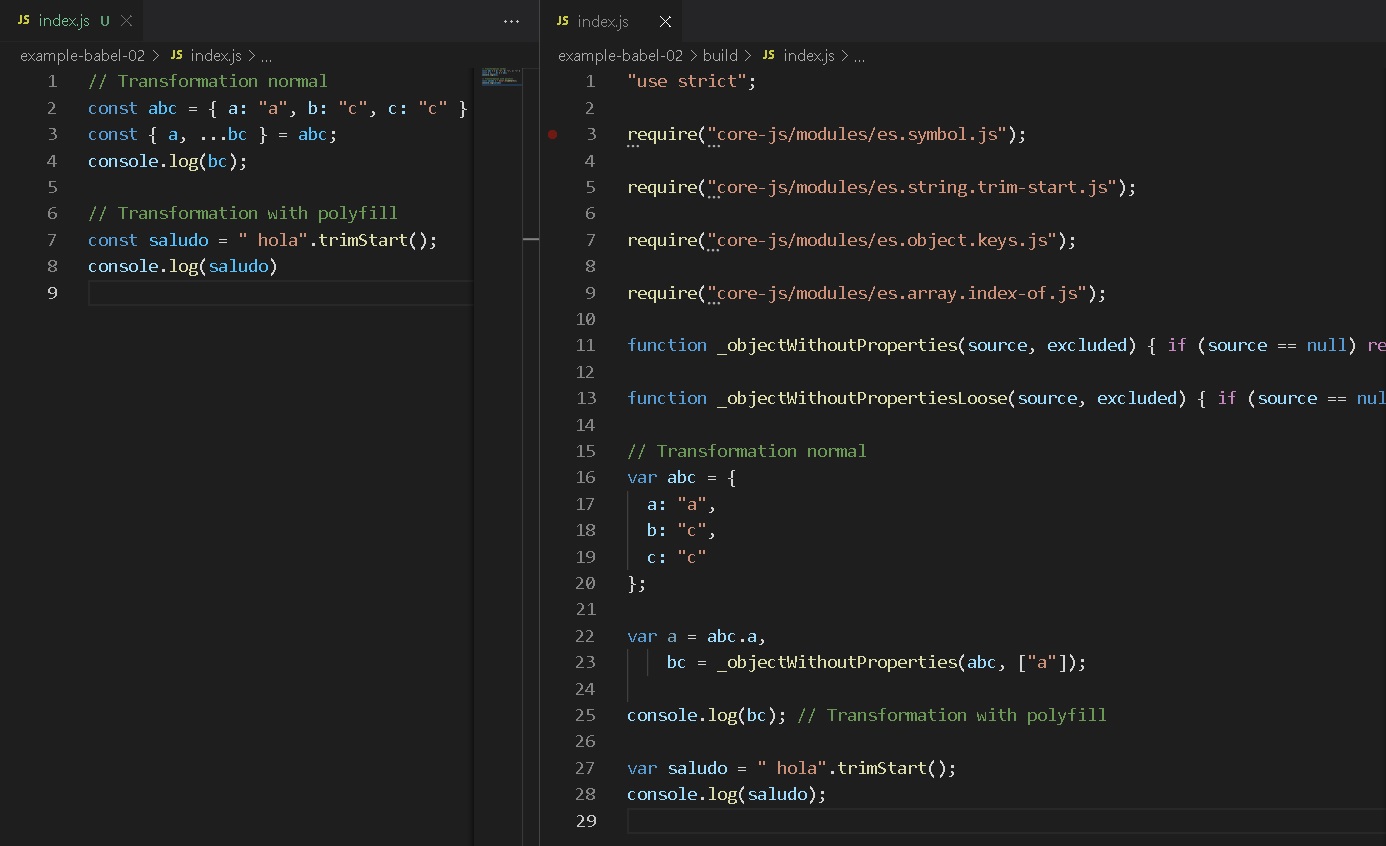 JS index.js U
...
example-babel-02 > JS index.js > ...
1 // Transformation normal
2 const abc = { a: "a", b: "c", c: "c" }
3 const { a, ...bc } = abc;
4 console.log(bc);
5
6 // Transformation with polyfill
7 const saludo = " hola".trimStart();
8 console.log(saludo)
9
JS index.js
example-babel-02 > build > JS index.js > ...
1 "use strict";
2
3 require("core-js/modules/es.symbol.js");
4
5 require("core-js/modules/es.string.trim-start.js");
6
7 require("core-js/modules/es.object.keys.js");
8
9 require("core-js/modules/es.array.index-of.js");
10
11 function _objectWithoutProperties(source, excluded) { if (source == null) re
12
13 function _objectWithoutPropertiesLoose(source, excluded) { if (source == nul
14
15 // Transformation normal
16 var abc = {
17 a: "a",
18 b: "c",
19 c: "c"
20 };
21
22 var a = abc.a,
23 bc = _objectWithoutProperties(abc, ["a"]);
24
25 console.log(bc); // Transformation with polyfill
26
27 var saludo = " hola".trimStart();
28 console.log(saludo);
29